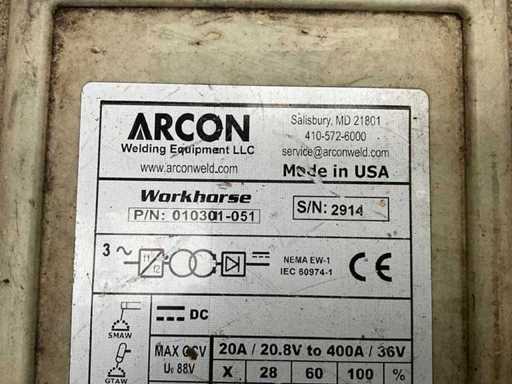 ARCON
Welding Equipment LLC
www.arconweld.com
Salisbury, MD 21801
410-572-6000
service@arconweld.com
Made in USA
Workhorse
P/N: 010301-051
S/N: 2914
3~
f1
f2
NEMA EW-1
IEC 60974-1
CE
SMAW
GTAW
DC
MAX OCV
U₀ 88V
20A / 20.8V to 400A / 36V
X 28 60 100 %